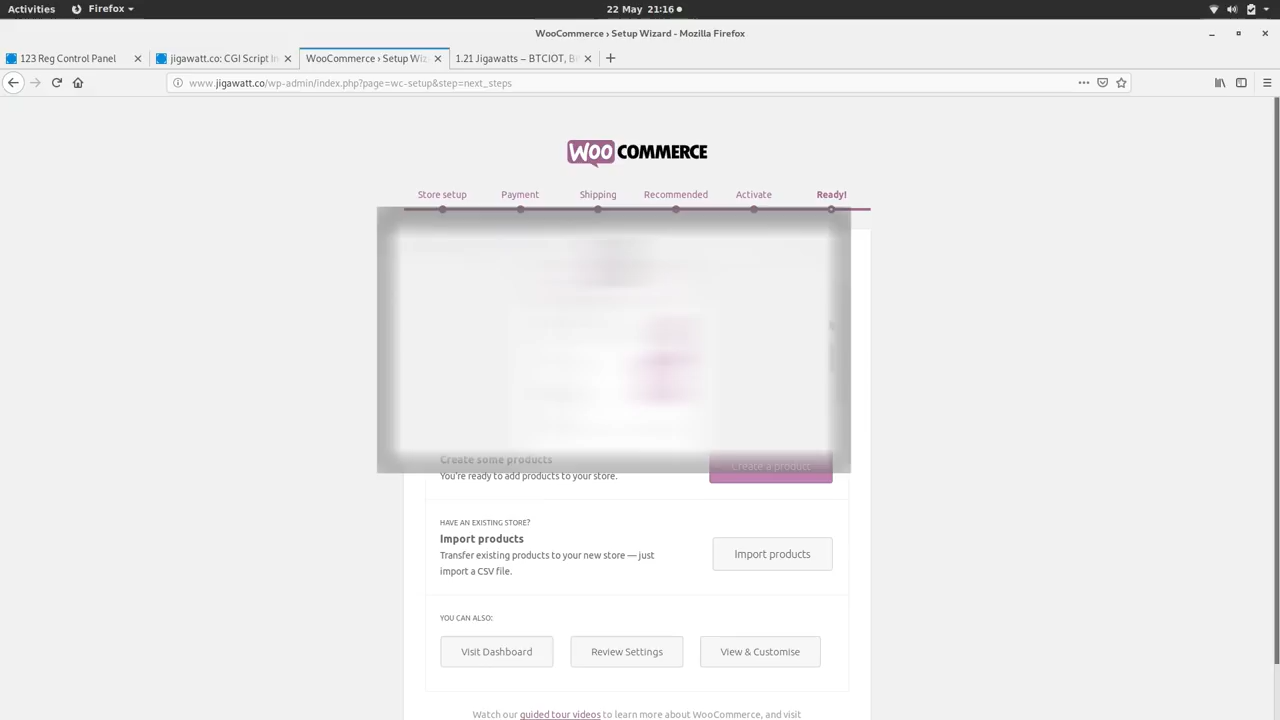 Activities Firefox 22 May 21:16
WooCommerce › Setup Wizard - Mozilla Firefox
123 Reg Control Panel jigawatt.co: CGI Script In WooCommerce › Setup Wiz 1.21 Jigawatts – BTCIOT, B
www.jigawatt.co/wp-admin/index.php?page=wc-setup&step=next_steps
WOO COMMERCE
Store setup Payment Shipping Recommended Activate Ready!
Create some products
Create a product
You're ready to add products to your store.
HAVE AN EXISTING STORE?
Import products
Transfer existing products to your new store — just
import a CSV file.
Import products
YOU CAN ALSO:
Visit Dashboard Review Settings View & Customise
Watch our guided tour videos to learn more about WooCommerce, and visit